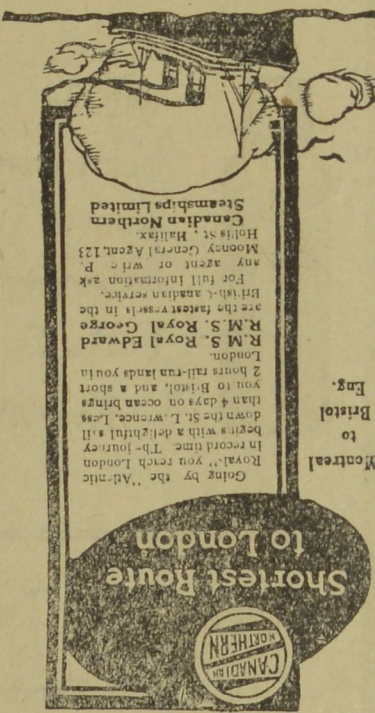 CANADIAN
NORTHERN
Shortest Route
to London
Montreal
to
Bristol
Eng.
Going by the "Atlantic
Royal" you reach London
in record time. The journey
begins with a delightful sail
down the St. Lwrence. Less
than 4 days on ocean brings
you to Bristol, and a short
2 hours rail-run lands you in
London.
R.M.S. Royal Edward
R.M.S. Royal George
are the fastest vessels in the
British-Canadian service.
For full information ask
any agent or write P.
Mooney General Agent, 123
Hollis St, Halifax.
Canadian Northern
Steamships Limited